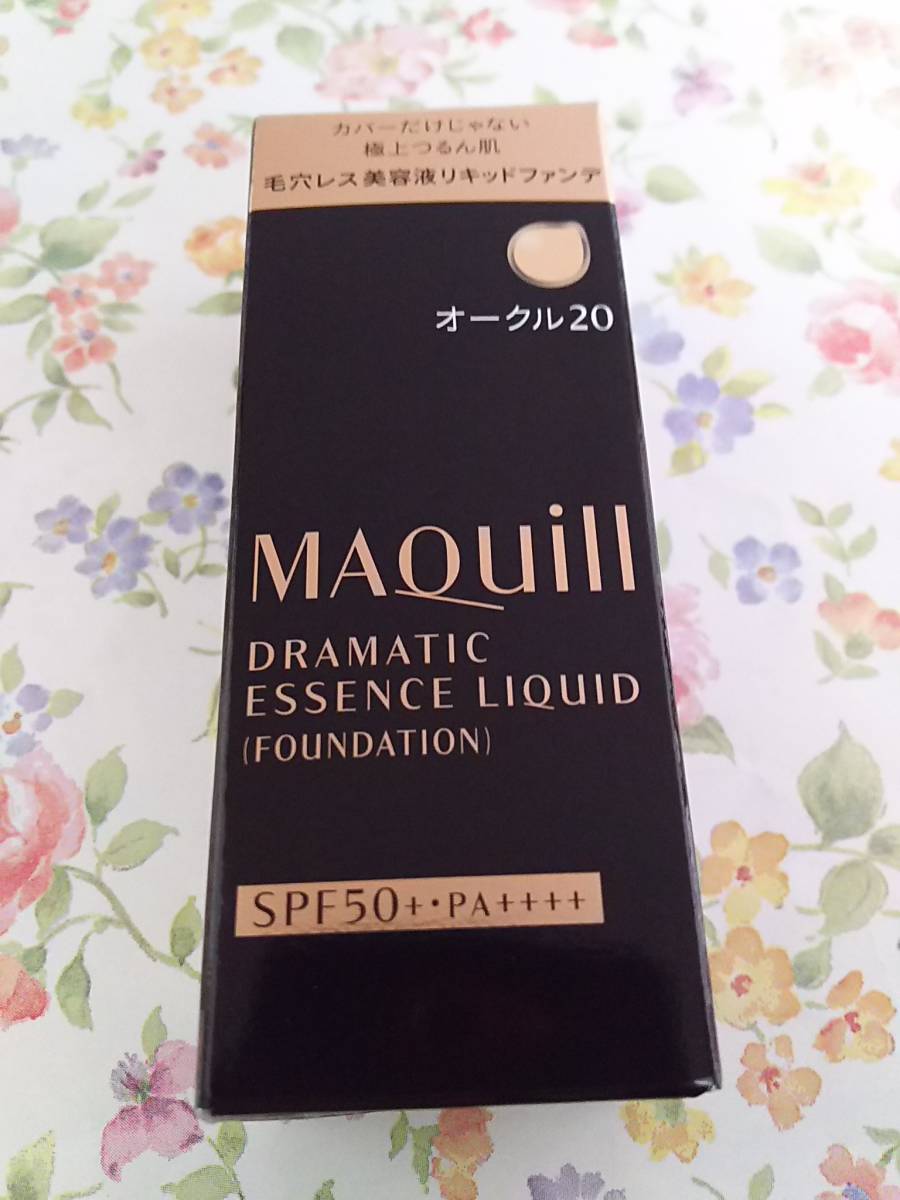 カバーだけじゃない
極上つるん肌
毛穴レス美容液リキッドファンデ
オークル20
MAQuill
DRAMATIC
ESSENCE LIQUID
(FOUNDATION)
SPF50+・PA++++